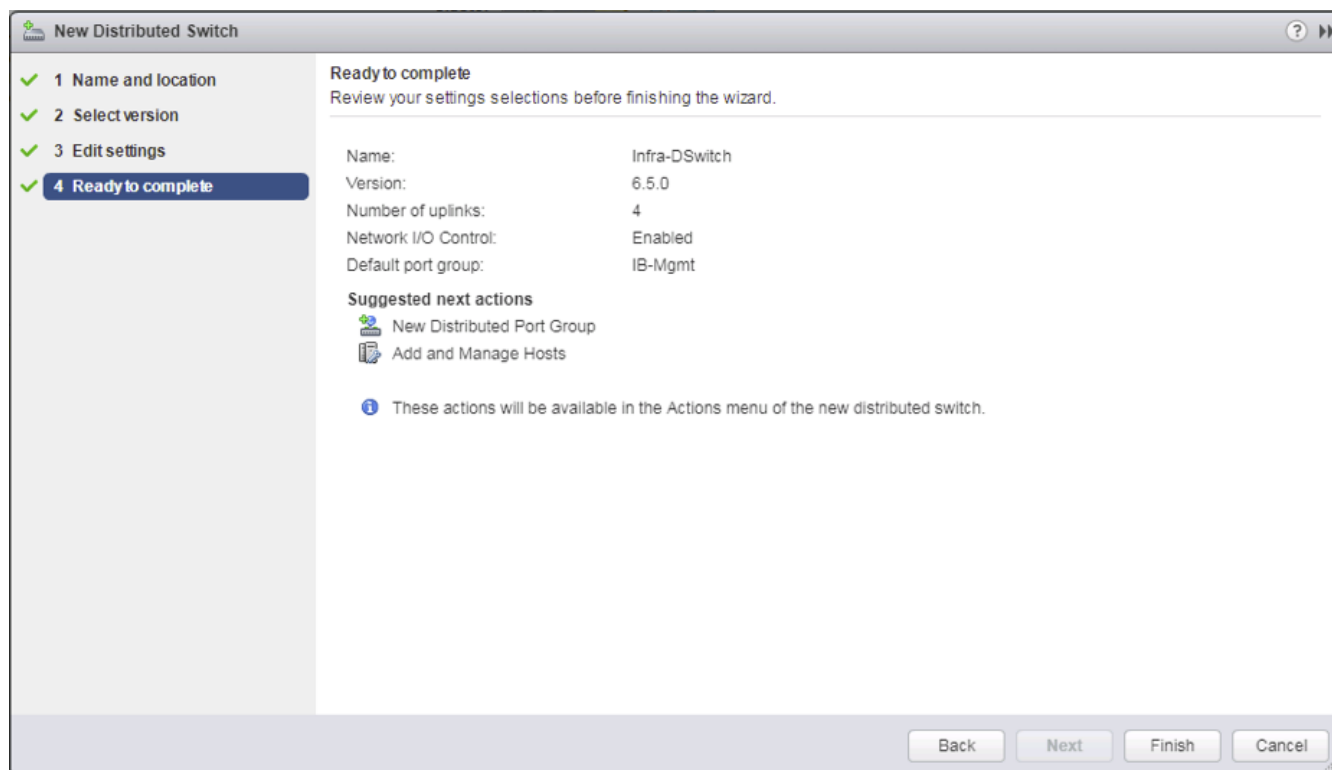 New Distributed Switch
?
1 Name and location
2 Select version
3 Edit settings
4 Ready to complete
Ready to complete
Review your settings selections before finishing the wizard.
Name: Infra-DSwitch
Version: 6.5.0
Number of uplinks: 4
Network I/O Control: Enabled
Default port group: IB-Mgmt
Suggested next actions
New Distributed Port Group
Add and Manage Hosts
These actions will be available in the Actions menu of the new distributed switch.
Back Next Finish Cancel